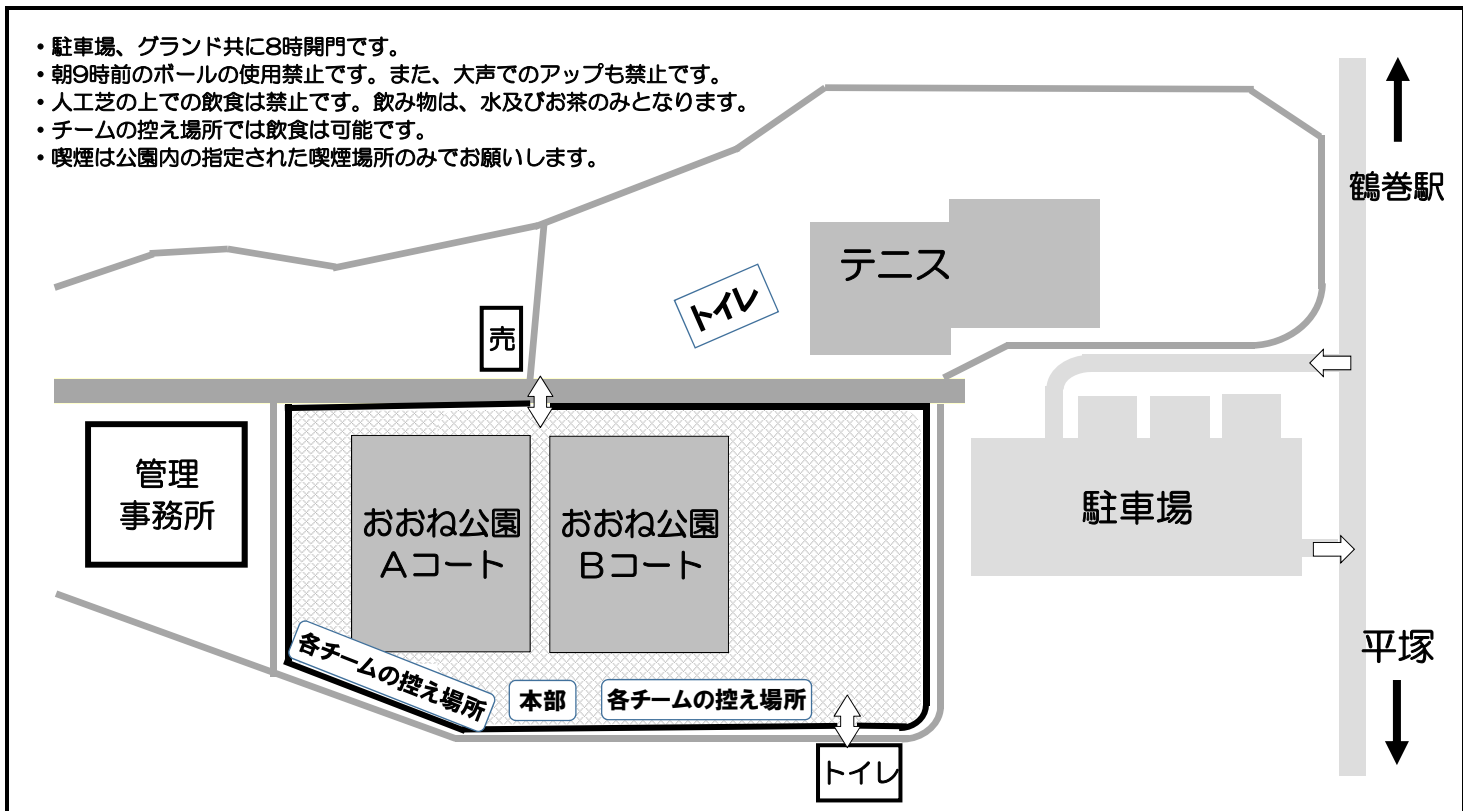 ・駐車場、グランド共に8時開門です。
・朝9時前のボールの使用禁止です。また、大声でのアップも禁止です。
・人工芝の上での飲食は禁止です。飲み物は、水及びお茶のみとなります。
・チームの控え場所では飲食は可能です。
・喫煙は公園内の指定された喫煙場所のみでお願いします。
鶴巻駅
テニス
トイレ
売
管理
事務所
おおね公園
Aコート
おおね公園
Bコート
駐車場
平塚
各チームの控え場所
本部
各チームの控え場所
トイレ